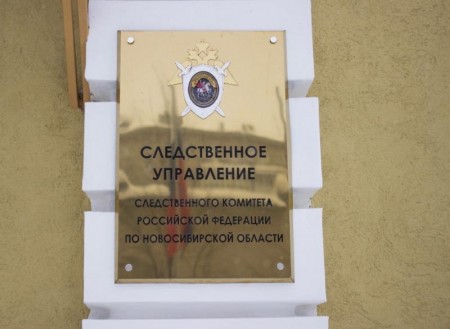 СЛЕДСТВЕННОЕ
УПРАВЛЕНИЕ
СЛЕДСТВЕННОГО КОМИТЕТА
РОССИЙСКОЙ ФЕДЕРАЦИИ
ПО НОВОСИБИРСКОЙ ОБЛАСТИ